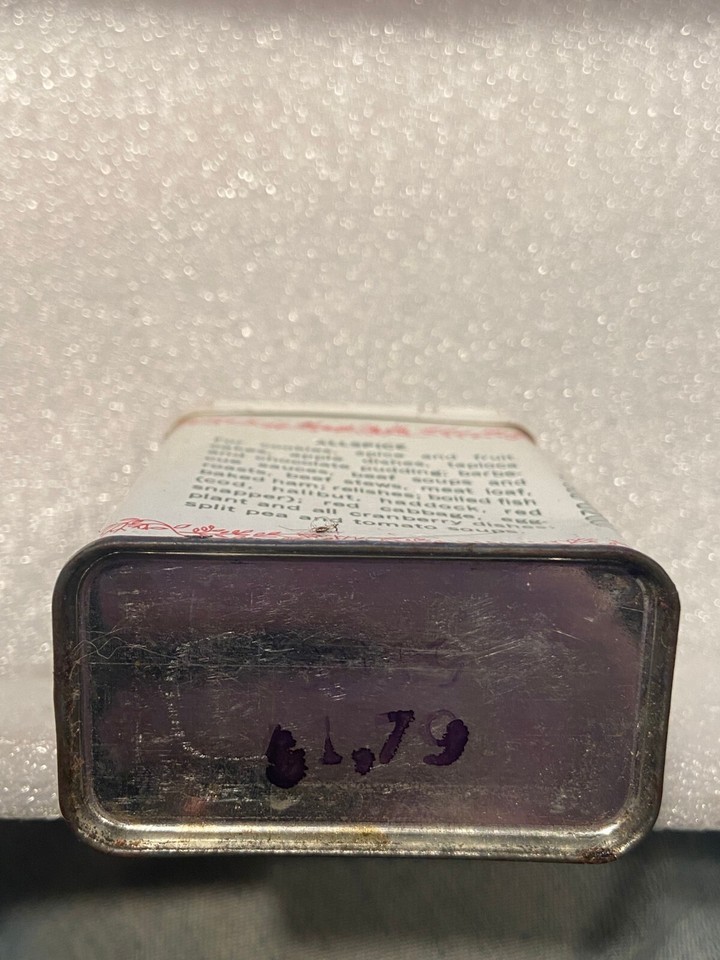 ALLSPICE
For cookies, spice and fruit
cakes, apple dishes, tapioca
and chocolate pudding; barbe-
cue sauce,
roasts, beef soups and
baked ham; stews, meat loaf,
(cod, halibut, relishes; boiled fish
snapper); red haddock, red
plant and all cabbage, egg-
split pea and cranberry dishes;
tomato soups
$1.79